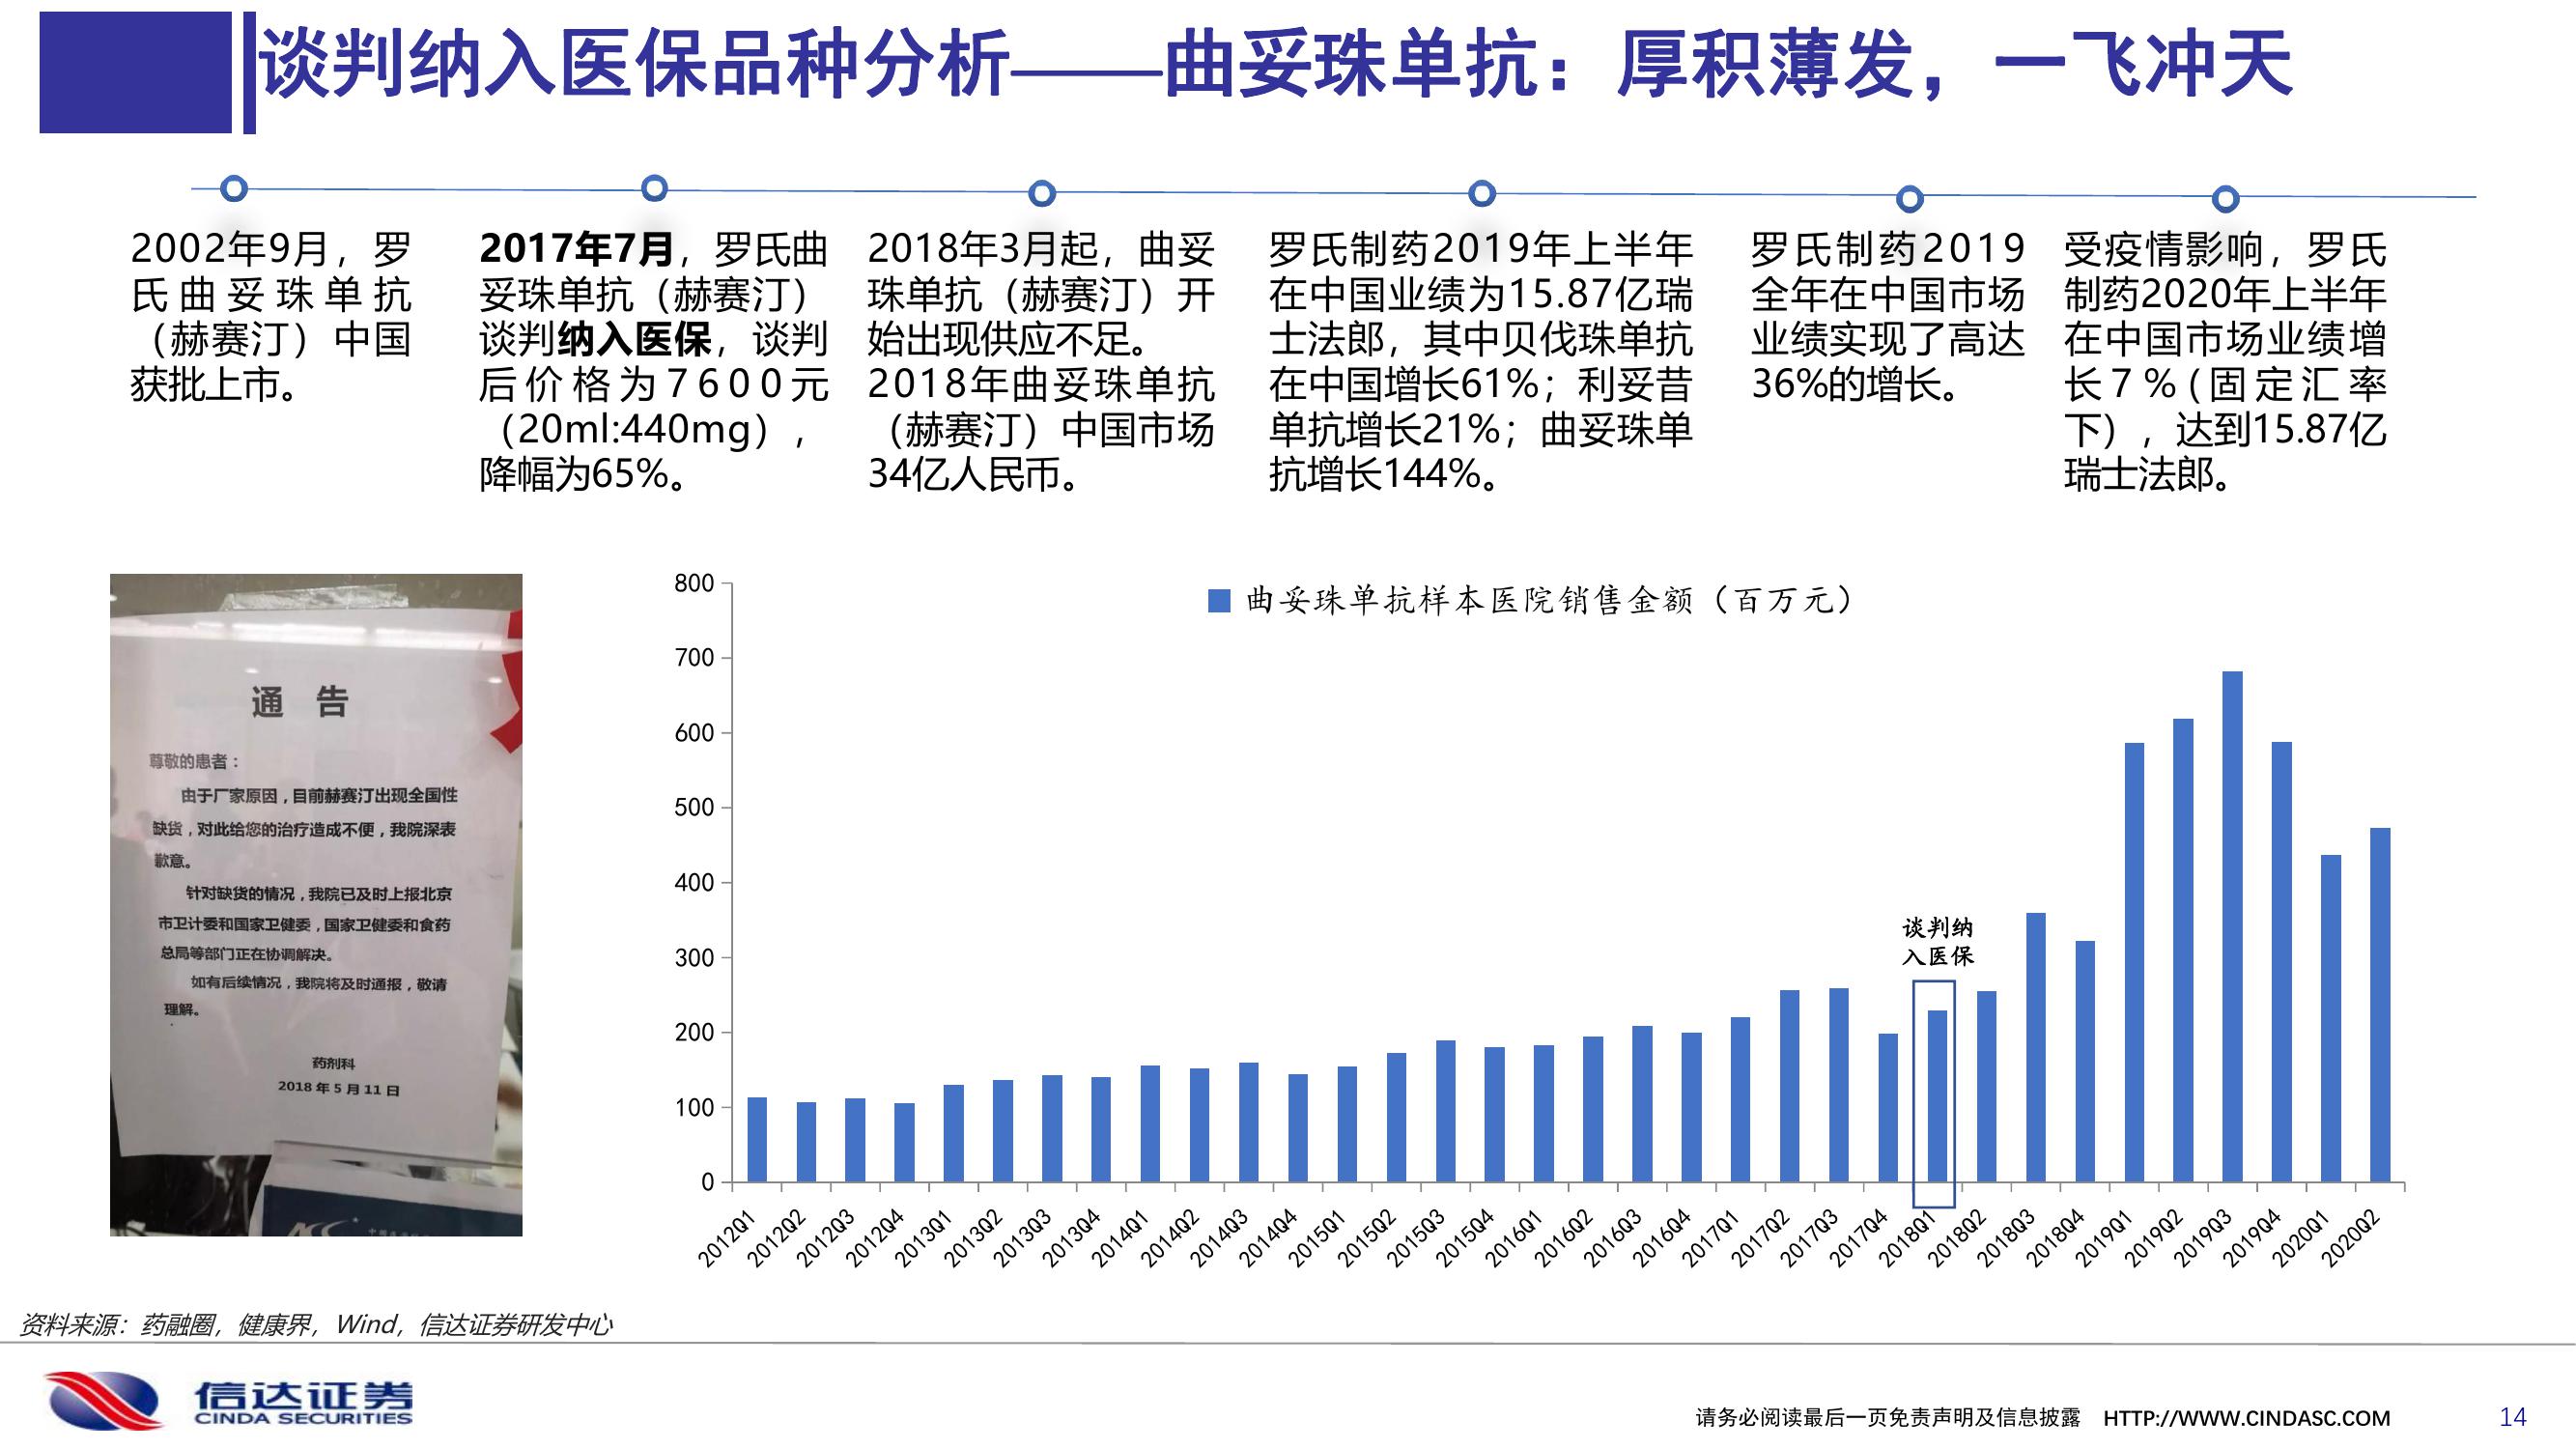 谈判纳入医保品种分析——曲妥珠单抗：厚积薄发，一飞冲天
2002年9月，罗
氏曲妥珠单抗
（赫赛汀）中国
获批上市。
2017年7月，罗氏曲
妥珠单抗（赫赛汀）
谈判纳入医保，谈判
后价格为7600元
（20ml:440mg），
降幅为65%。
2018年3月起，曲妥
珠单抗（赫赛汀）开
始出现供应不足。
2018年曲妥珠单抗
（赫赛汀）中国市场
34亿人民币。
罗氏制药2019年上半年
在中国业绩为15.87亿瑞
士法郎，其中贝伐珠单抗
在中国增长61%；利妥昔
单抗增长21%；曲妥珠单
抗增长144%。
罗氏制药2019
全年在中国市场
业绩实现了高达
36%的增长。
受疫情影响，罗氏
制药2020年上半年
在中国市场业绩增
长7%(固定汇率
下)，达到15.87亿
瑞士法郎。
通 告
尊敬的患者：
由于厂家原因，目前赫赛汀出现全国性
缺货，对此给您的治疗造成不便，我院深表
歉意。
针对缺货的情况，我院已及时上报北京
市卫计委和国家卫健委，国家卫健委和食药
总局等部门正在协调解决。
如有后续情况，我院将及时通报，敬请
理解。
药剂科
2018年5月11日
曲妥珠单抗样本医院销售金额（百万元）
800
700
600
500
400
300
200
100
0
谈判纳
入医保
2012Q1
2012Q2
2012Q3
2012Q4
2013Q1
2013Q2
2013Q3
2013Q4
2014Q1
2014Q2
2014Q3
2014Q4
2015Q1
2015Q2
2015Q3
2015Q4
2016Q1
2016Q2
2016Q3
2016Q4
2017Q1
2017Q2
2017Q3
2017Q4
2018Q1
2018Q2
2018Q3
2018Q4
2019Q1
2019Q2
2019Q3
2019Q4
2020Q1
2020Q2
资料来源：药融圈，健康界，Wind，信达证券研发中心
信达证券
CINDA SECURITIES
请务必阅读最后一页免责声明及信息披露 HTTP://WWW.CINDASC.COM
14